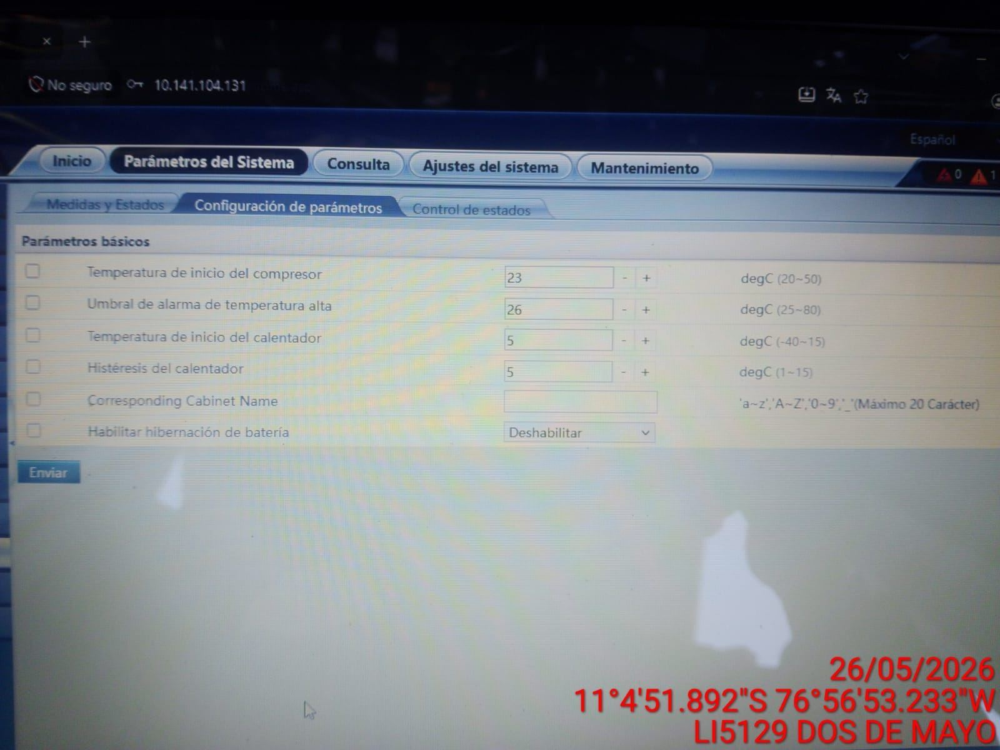 No seguro 10.141.104.131
Español
Inicio Parámetros del Sistema Consulta Ajustes del sistema Mantenimiento
0 1
Medidas y Estados Configuración de parámetros Control de estados
Parámetros básicos
Temperatura de inicio del compresor 23 - + degC (20~50)
Umbral de alarma de temperatura alta 26 - + degC (25~80)
Temperatura de inicio del calentador 5 - + degC (-40~15)
Histéresis del calentador 5 - + degC (1~15)
Corresponding Cabinet Name 'a~z','A~Z','0~9','_'(Máximo 20 Carácter)
Habilitar hibernación de batería Deshabilitar
Enviar
26/05/2026
11°4'51.892"S 76°56'53.233"W
LI5129 DOS DE MAYO